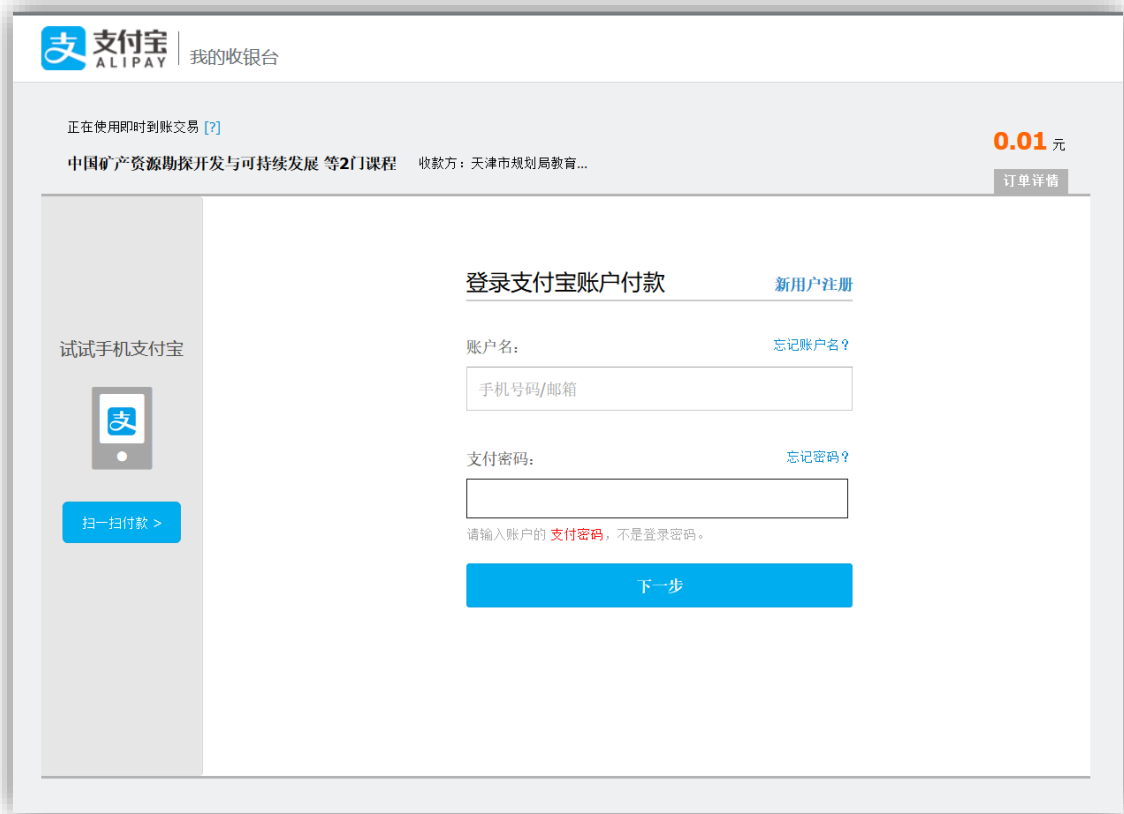 支 支付宝 ALIPAY 我的收银台
正在使用即时到账交易 [?]
0.01 元
中国矿产资源勘探开发与可持续发展 等2门课程 收款方：天津市规划局教育...
订单详情
登录支付宝账户付款 新用户注册
试试手机支付宝
账户名： 忘记账户名？
手机号码/邮箱
支
支付密码： 忘记密码？
扫一扫付款 >
请输入账户的 支付密码，不是登录密码。
下一步